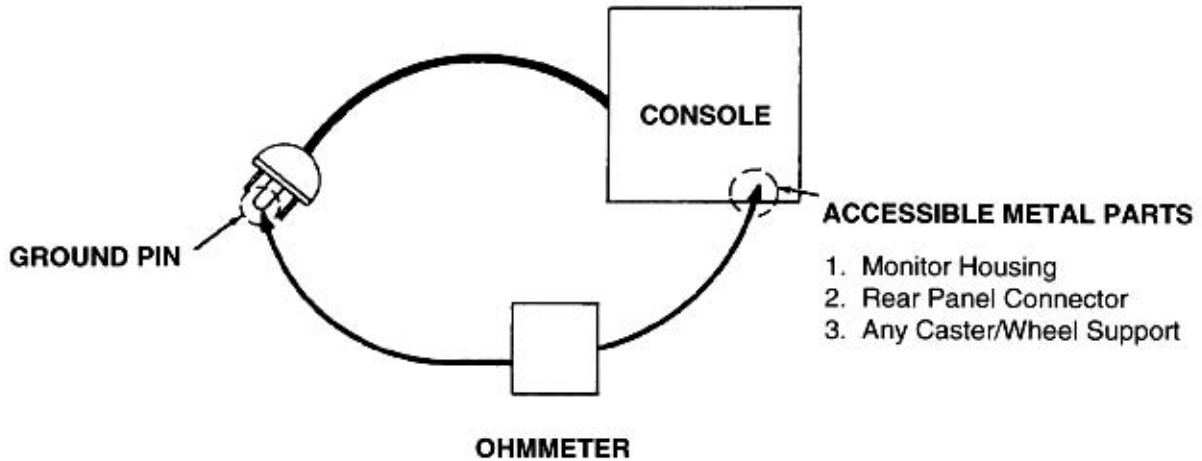 CONSOLE
ACCESSIBLE METAL PARTS
1. Monitor Housing
2. Rear Panel Connector
3. Any Caster/Wheel Support
GROUND PIN
OHMMETER